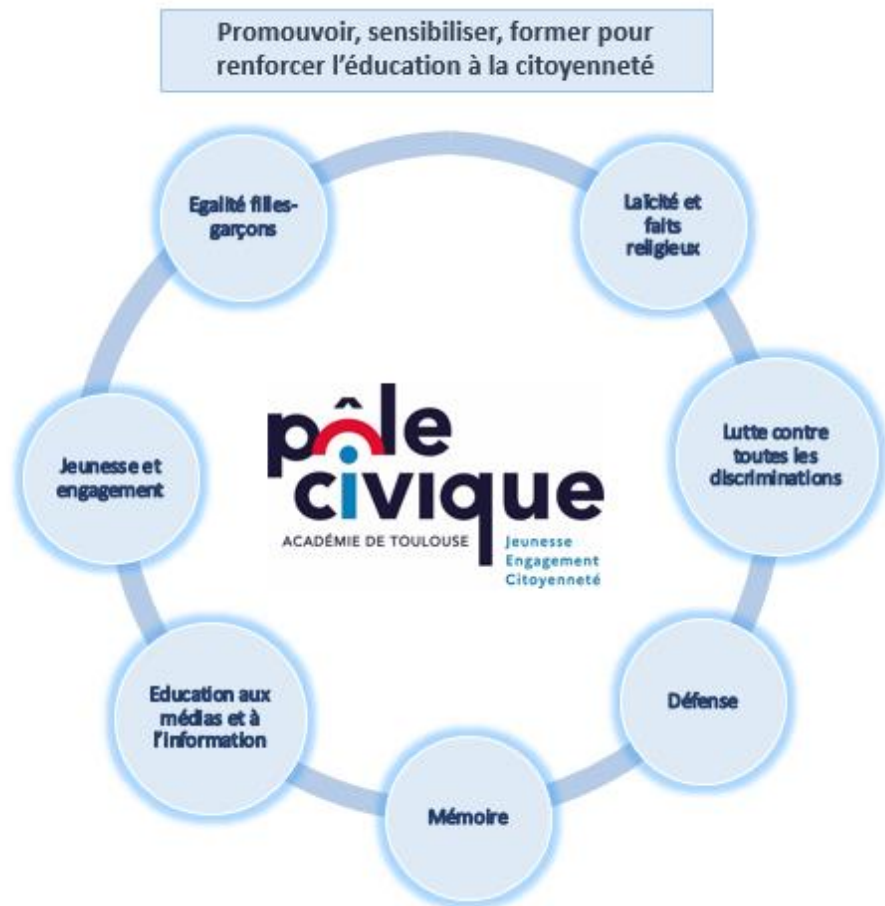 Promouvoir, sensibiliser, former pour
renforcer l'éducation à la citoyenneté
Egalité filles-
garçons
Laïcité et
faits
religieux
Lutte contre
toutes les
discriminations
Défense
Mémoire
Education aux
médias et à
l'information
Jeunesse et
engagement
pôle
civique
ACADÉMIE DE TOULOUSE
Jeunesse
Engagement
Citoyenneté